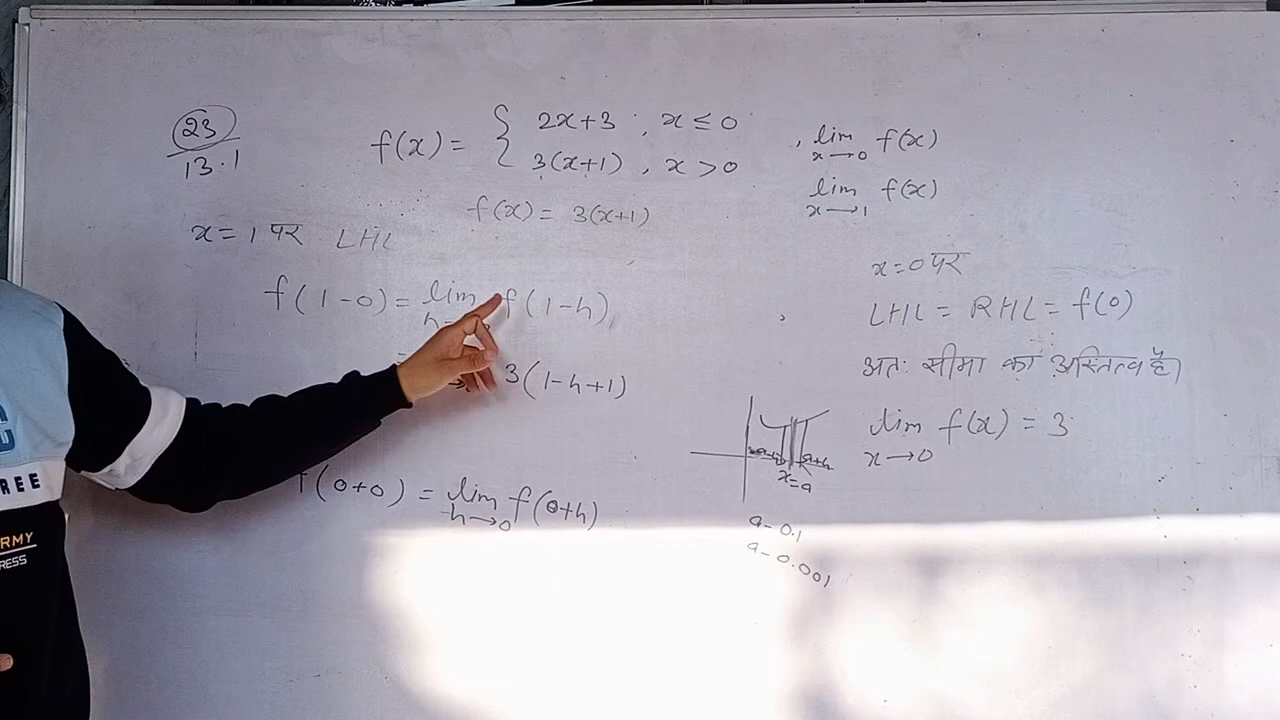 23
13.1
f(x) = { 2x+3 , x ≤ 0
3(x+1) , x > 0
, lim x→0 f(x)
lim x→1 f(x)
f(x) = 3(x+1)
x = 1 पर LHL
f(1-0) = lim f(1-h)
3(1-h+1)
f(0+0) = lim h→0 f(0+h)
x = 0 पर
LHL = RHL = f(0)
अतः सीमा का अस्तित्व है।
lim x→0 f(x) = 3
a-h a+h
x=a
a-0.1
a-0.001
REE
ARMY
PRESS